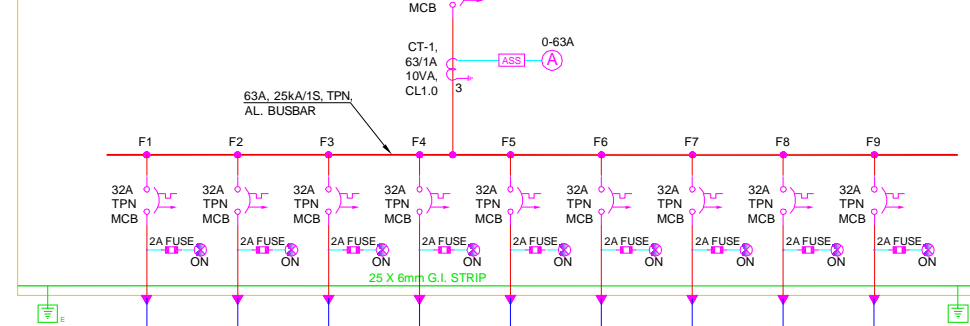 MCB
CT-1,
63/1A
10VA,
CL1.0
3
ASS
0-63A
A
63A, 25kA/1S, TPN,
AL. BUSBAR
F1 F2 F3 F4 F5 F6 F7 F8 F9
32A 32A 32A 32A 32A 32A 32A 32A 32A
TPN TPN TPN TPN TPN TPN TPN TPN TPN
MCB MCB MCB MCB MCB MCB MCB MCB MCB
2A FUSE 2A FUSE 2A FUSE 2A FUSE 2A FUSE 2A FUSE 2A FUSE 2A FUSE 2A FUSE
ON ON ON ON ON ON ON ON ON
25 X 6mm G.I. STRIP
E